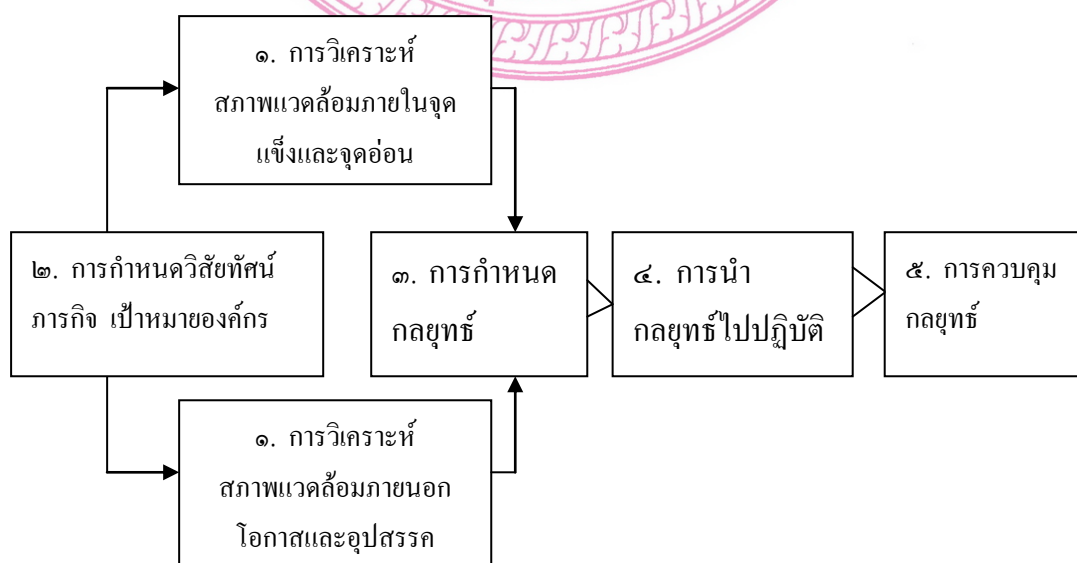 ๑. การวิเคราะห์
สภาพแวดล้อมภายในจุด
แข็งและจุดอ่อน
๒. การกำหนดวิสัยทัศน์
ภารกิจ เป้าหมายองค์กร
๓. การกำหนด
กลยุทธ์
๔. การนำ
กลยุทธ์ไปปฏิบัติ
๕. การควบคุม
กลยุทธ์
๑. การวิเคราะห์
สภาพแวดล้อมภายนอก
โอกาสและอุปสรรค